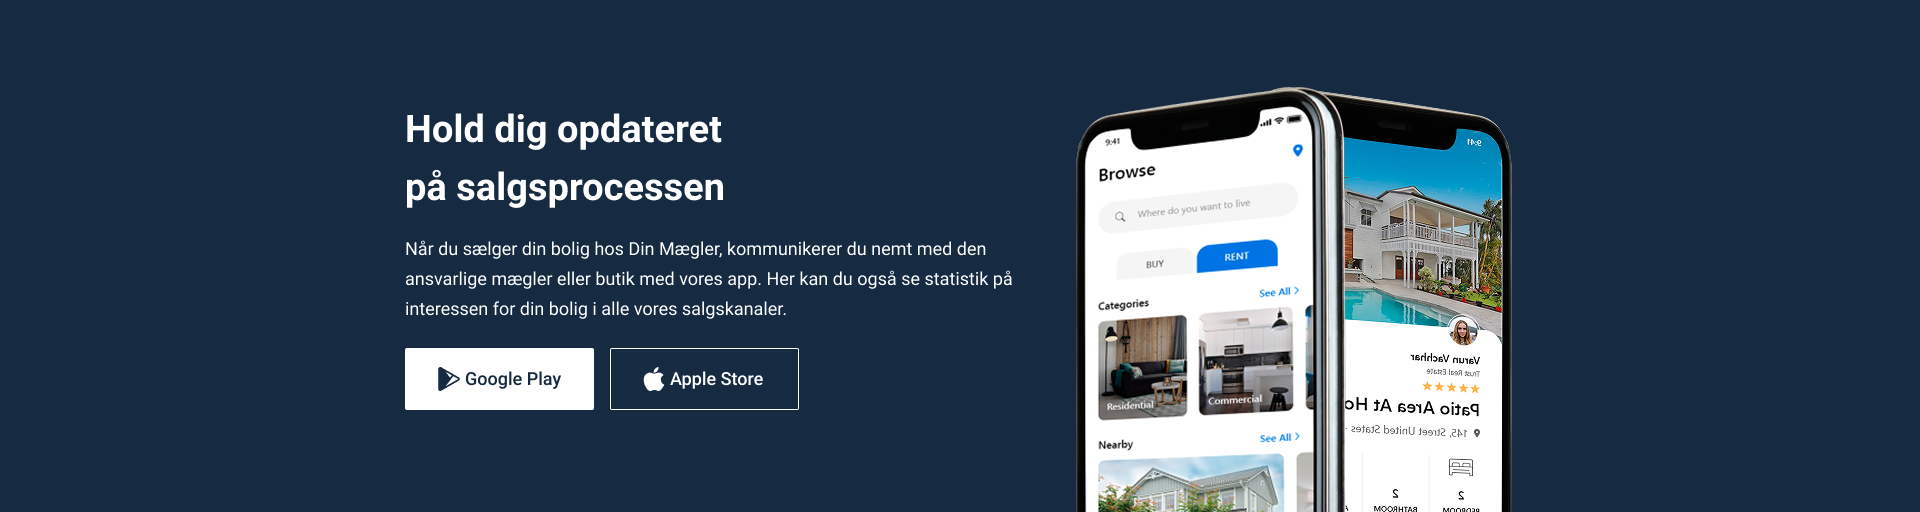 Hold dig opdateret
på salgsprocessen
Når du sælger din bolig hos Din Mægler, kommunikerer du nemt med den
ansvarlige mægler eller butik med vores app. Her kan du også se statistik på
interessen for din bolig i alle vores salgskanaler.
Google Play
Apple Store
9:41
Browse
Where do you want to live
BUY
RENT
Categories
See All
Residential
Commercial
Nearby
See All
9:41
Varun Vachhar
Trust Real Estate
Patio Area At Ho
145, Street United States -
2
BATHROOM
2
BEDROOM